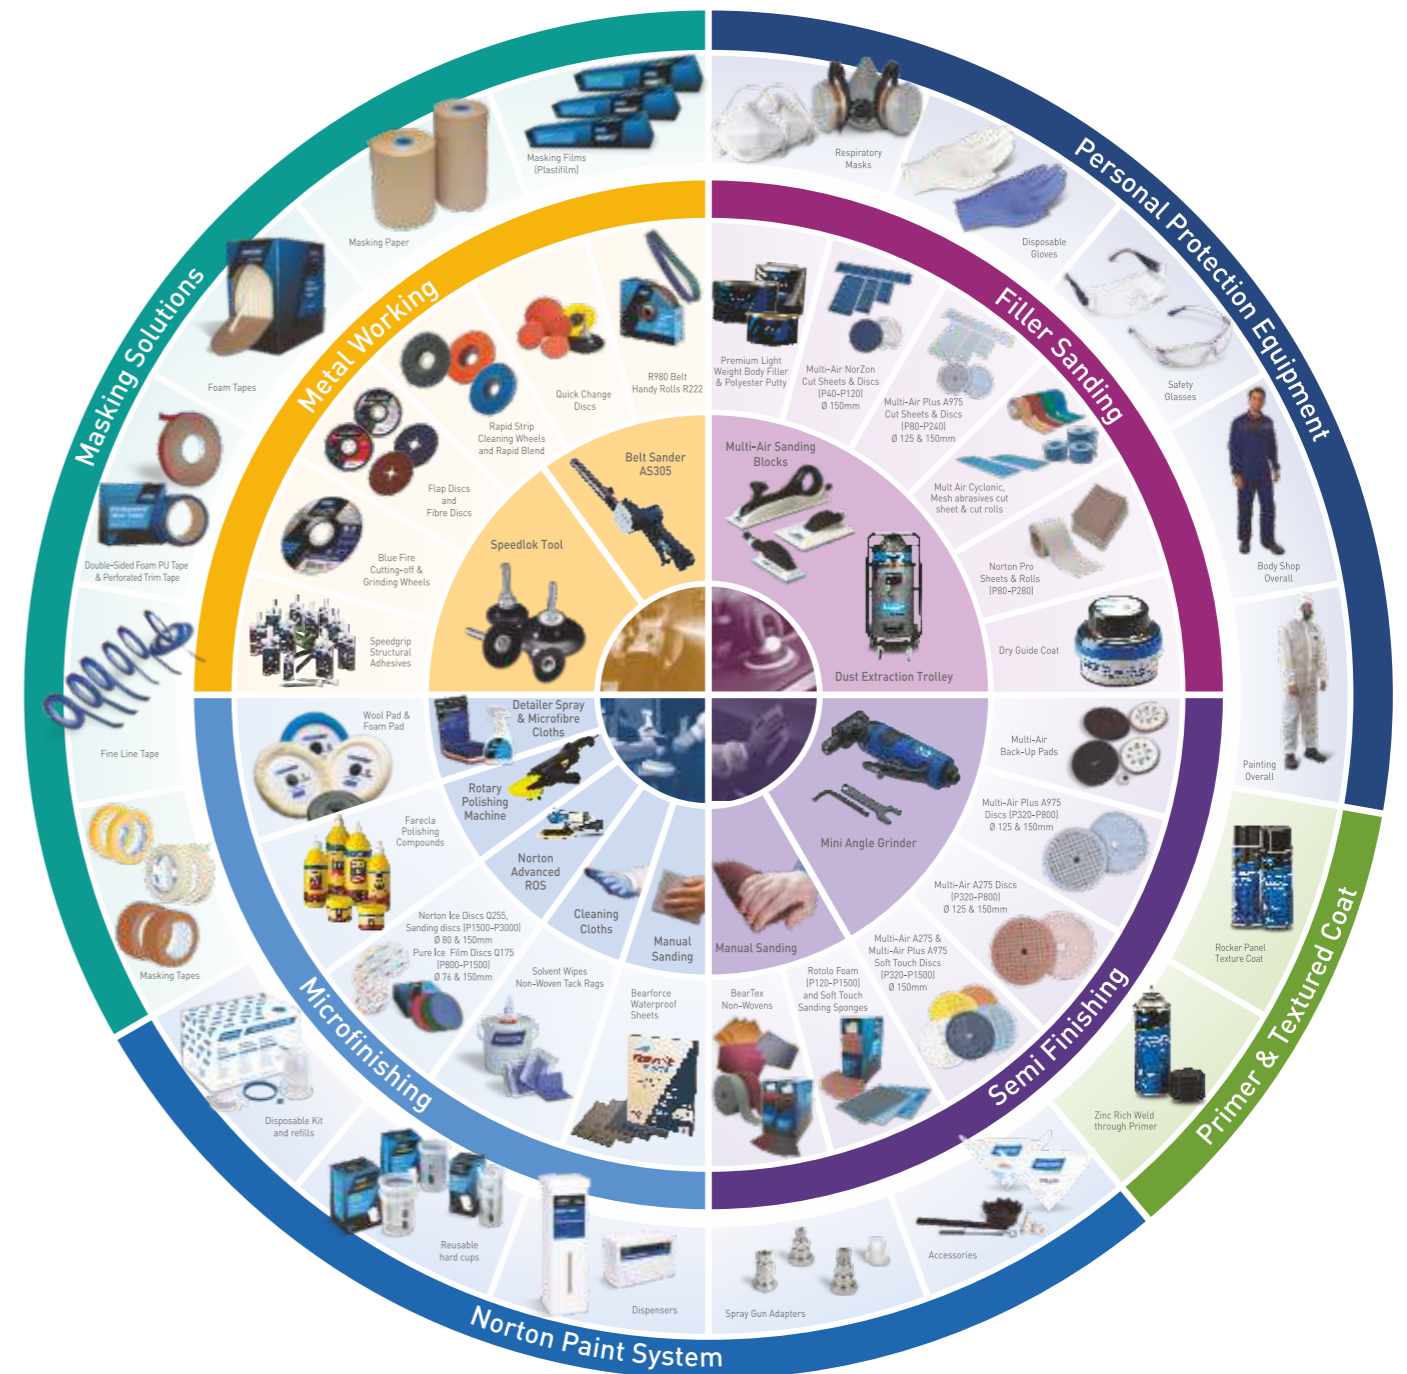 Masking Solutions
Masking Films
(Plastifilm)
Masking Paper
Foam Tapes
Double-Sided Foam PU Tape
& Perforated Trim Tape
Fine Line Tape
Masking Tapes
Personal Protection Equipment
Respiratory
Masks
Disposable
Gloves
Safety
Glasses
Body Shop
Overall
Painting
Overall
Primer & Textured Coat
Rocker Panel
Texture Coat
Zinc Rich Weld
through Primer
Norton Paint System
Disposable Kit
and refills
Reusable
hard cups
Dispensers
Spray Gun Adapters
Accessories
Metal Working
R980 Belt
Handy Rolls R222
Quick Change
Discs
Rapid Strip
Cleaning Wheels
and Rapid Blend
Flap Discs
and
Fibre Discs
Blue Fire
Cutting-off &
Grinding Wheels
Speedgrip
Structural
Adhesives
Belt Sander
AS305
Speedlok Tool
Filler Sanding
Premium Light
Weight Body Filler
& Polyester Putty
Multi-Air NorZon
Cut Sheets & Discs
(P40-P120)
Ø 150mm
Multi-Air Plus A975
Cut Sheets & Discs
(P80-P240)
Ø 125 & 150mm
Mult Air Cyclonic,
Mesh abrasives cut
sheet & cut rolls
Norton Pro
Sheets & Rolls
(P80-P280)
Dry Guide Coat
Multi-Air Sanding
Blocks
Dust Extraction Trolley
Semi Finishing
Multi-Air
Back-Up Pads
Multi-Air Plus A975
Discs (P320-P800)
Ø 125 & 150mm
Multi-Air A275 Discs
(P320-P800)
Ø 125 & 150mm
Multi-Air A275 &
Multi-Air Plus A975
Soft Touch Discs
(P320-P1500)
Ø 150mm
Rotolo Foam
(P120-P1500)
and Soft Touch
Sanding Sponges
BearTex
Non-Wovens
Mini Angle Grinder
Manual Sanding
Microfinishing
Wool Pad &
Foam Pad
Farecla
Polishing
Compounds
Norton Ice Discs Q255,
Sanding discs (P1500-P3000)
Ø 80 & 150mm
Pure Ice Film Discs Q175
(P800-P1500)
Ø 76 & 150mm
Solvent Wipes
Non-Woven Tack Rags
Bearforce
Waterproof
Sheets
Detailer Spray
& Microfibre
Cloths
Rotary
Polishing
Machine
Norton
Advanced
ROS
Cleaning
Cloths
Manual
Sanding